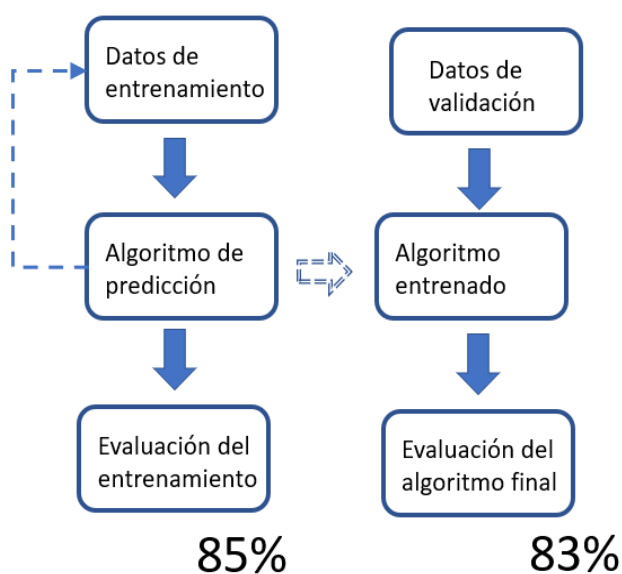 Datos de
entrenamiento
Algoritmo de
predicción
Evaluación del
entrenamiento
85%
Datos de
validación
Algoritmo
entrenado
Evaluación del
algoritmo final
83%